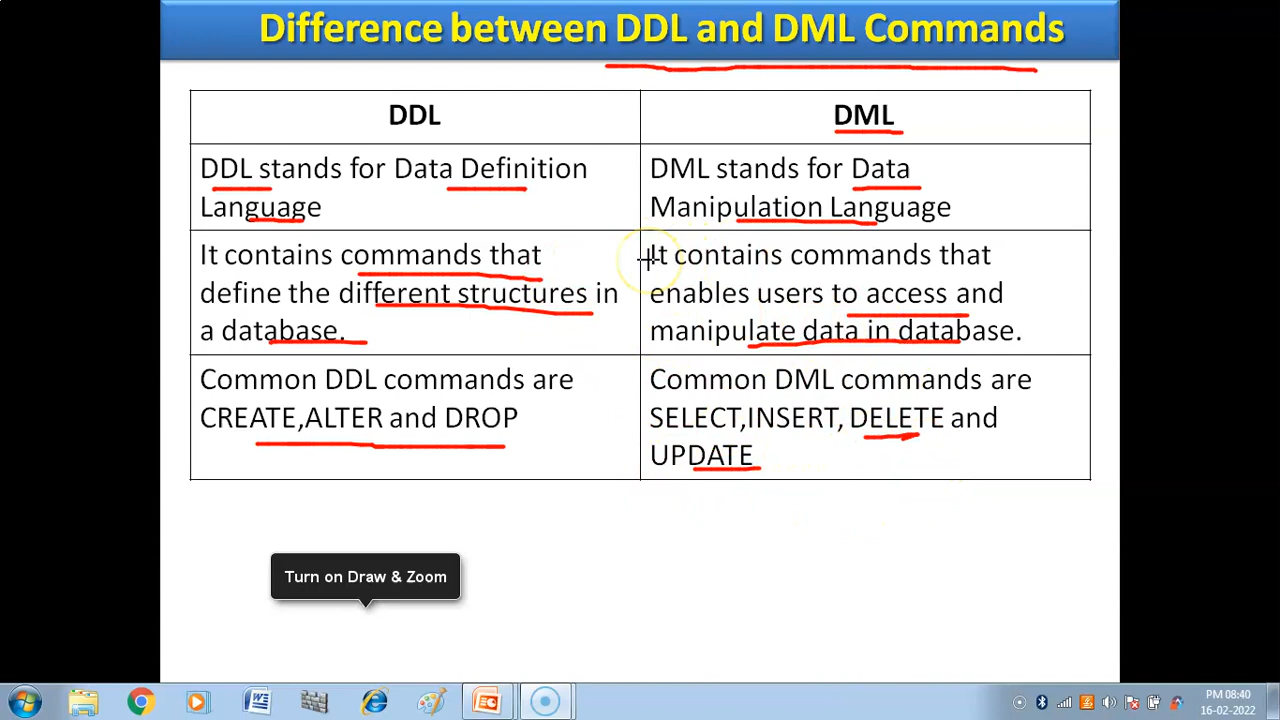 Difference between DDL and DML Commands
DDL
DML
DDL stands for Data Definition
Language
DML stands for Data
Manipulation Language
It contains commands that
define the different structures in
a database.
It contains commands that
enables users to access and
manipulate data in database.
Common DDL commands are
CREATE,ALTER and DROP
Common DML commands are
SELECT,INSERT, DELETE and
UPDATE
Turn on Draw & Zoom
PM 08:40
16-02-2022